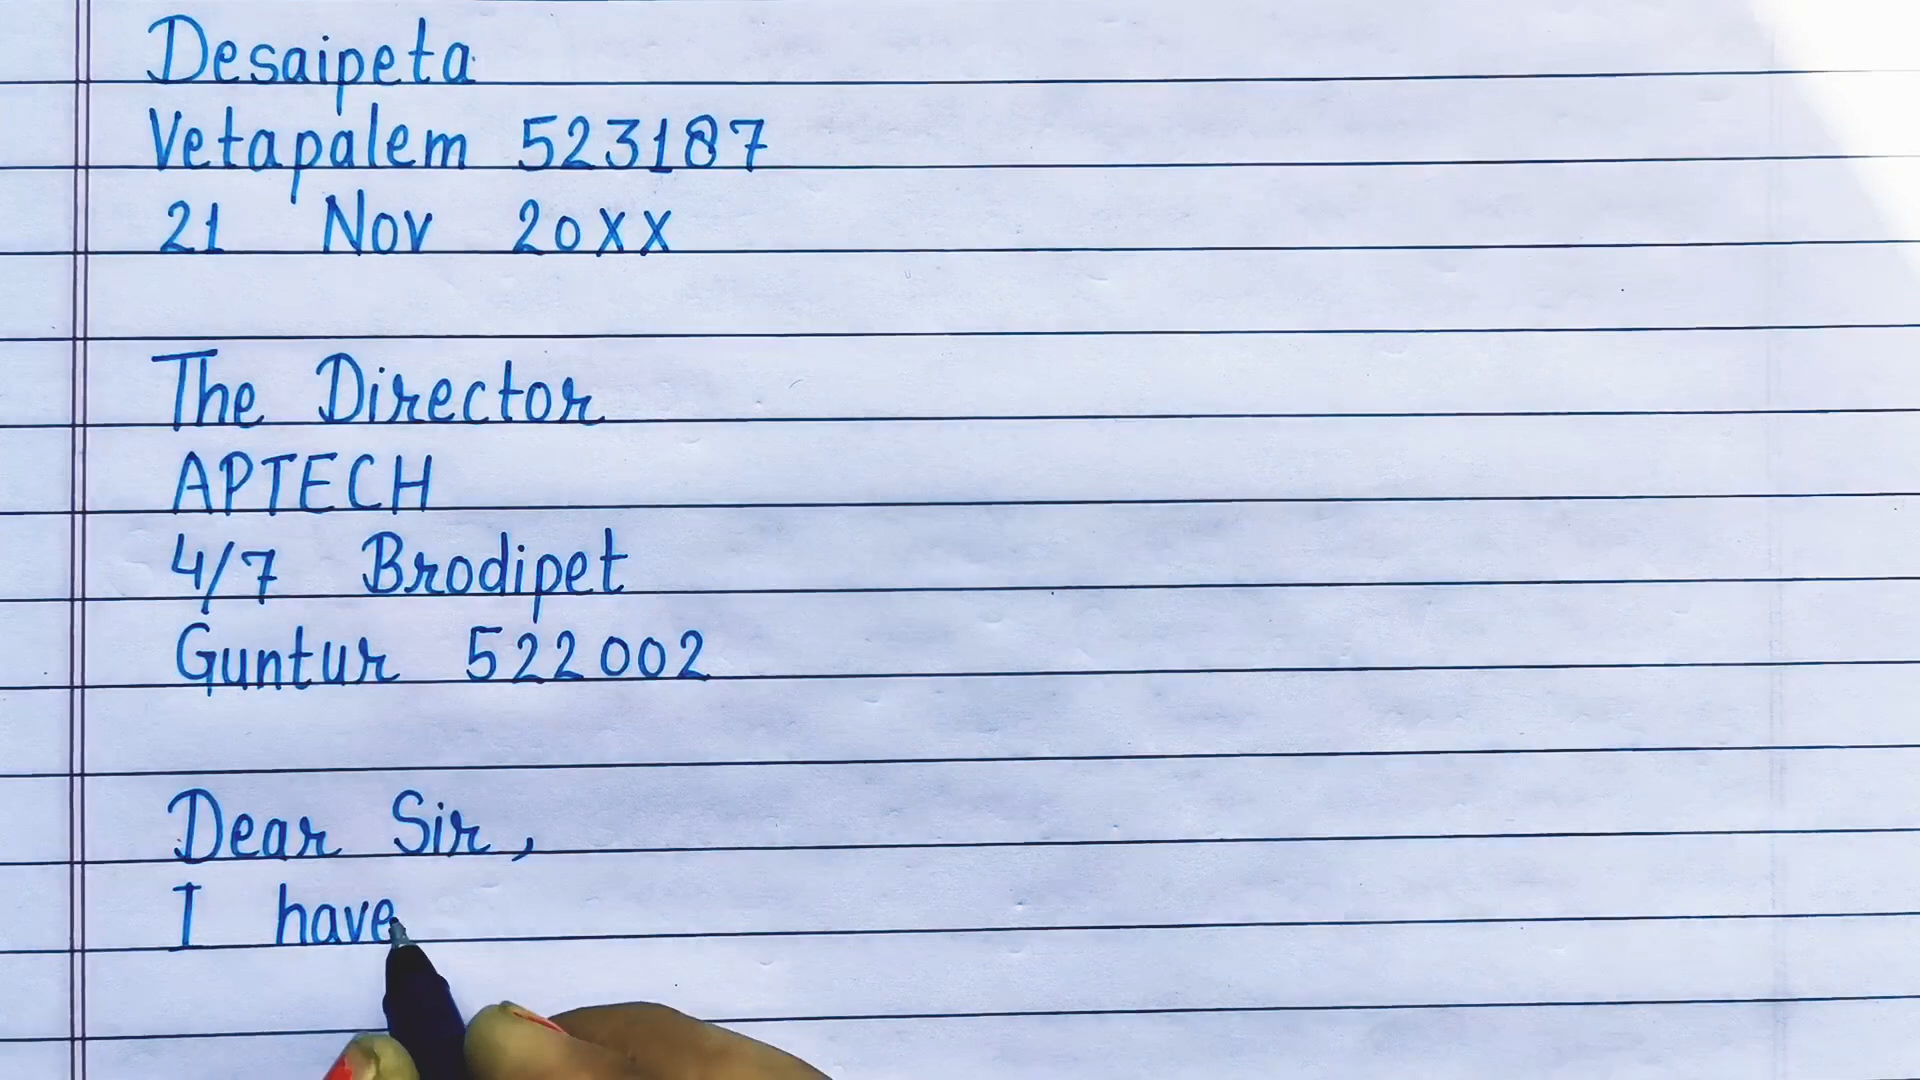 Desaipeta
Vetapalem 523187
21 Nov 20XX
The Director
APTECH
4/7 Brodipet
Guntur 522002
Dear Sir,
I have